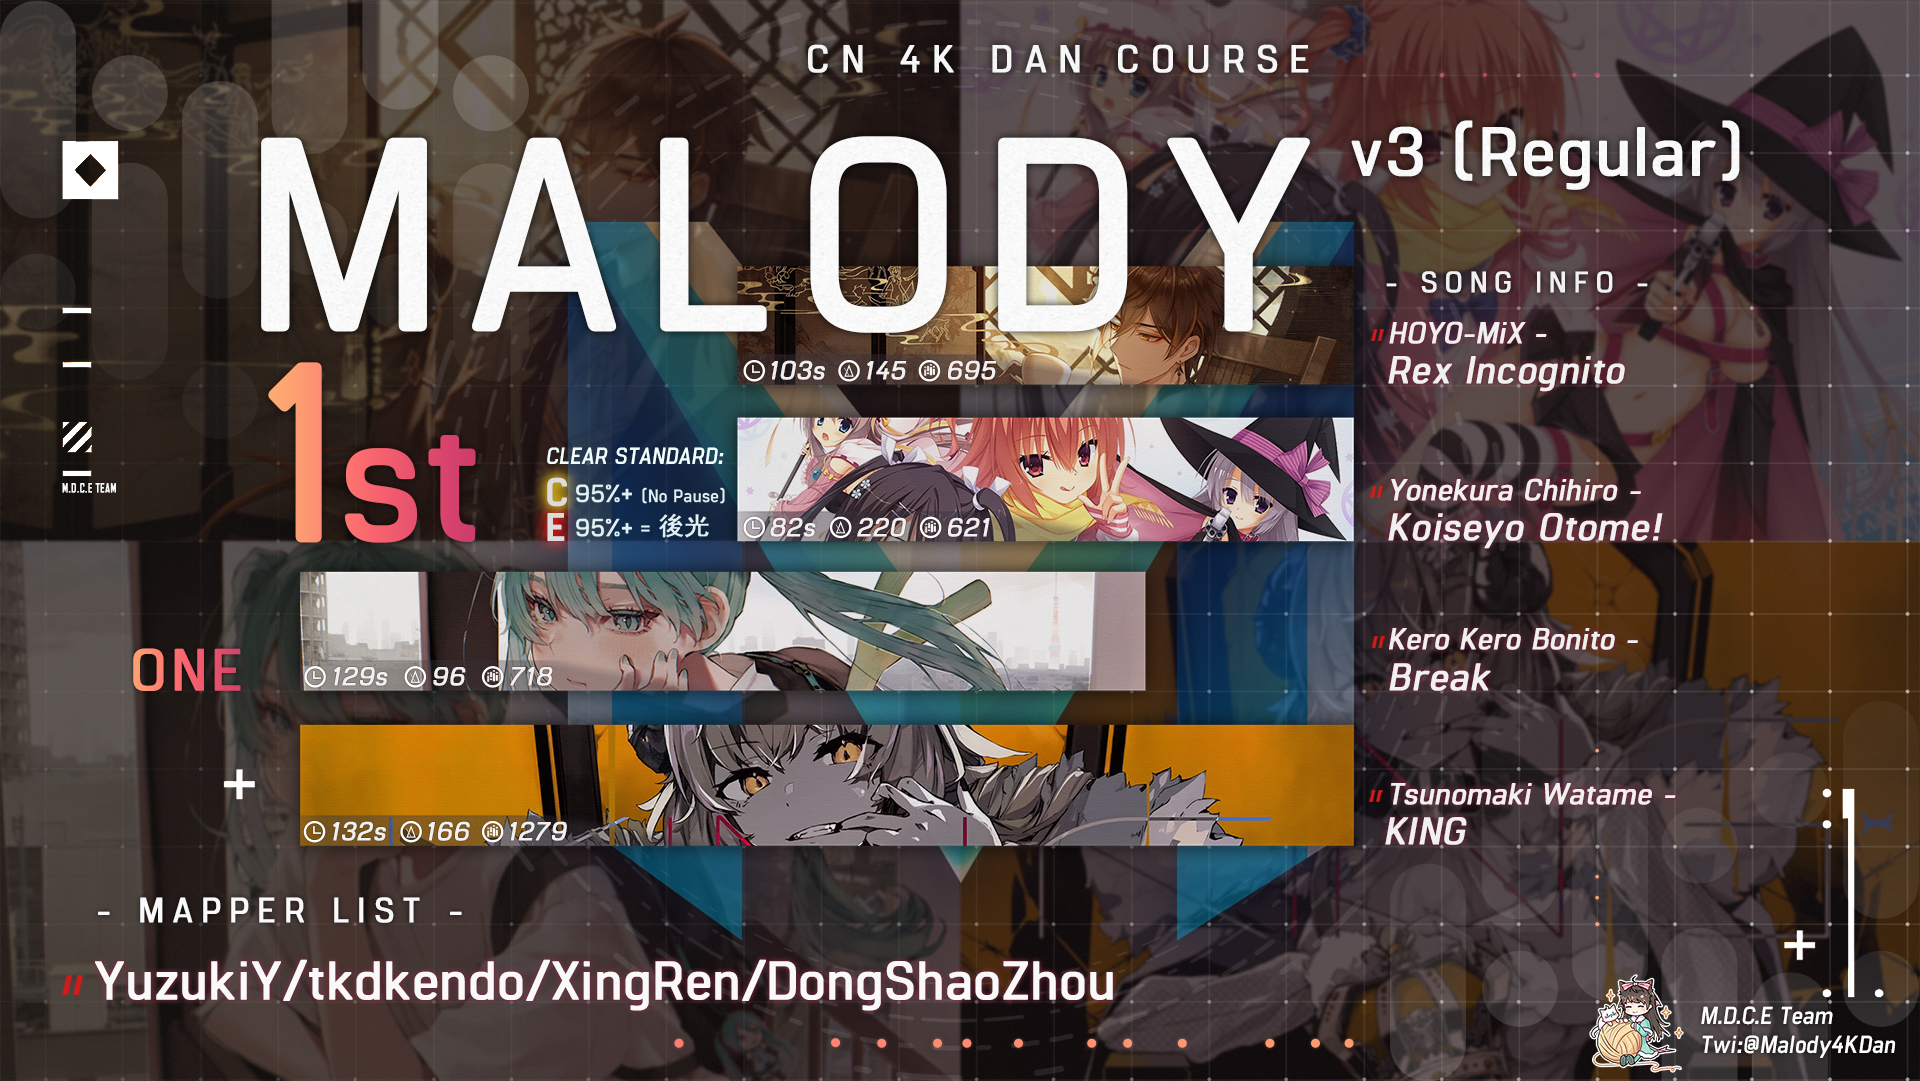 CN 4K DAN COURSE
MALODY
v3 (Regular)
1st
CLEAR STANDARD:
C 95%+ (No Pause)
E 95%+ = 後光
M.D.C.E TEAM
- SONG INFO -
103s 145 695
HOYO-MiX -
Rex Incognito
82s 220 621
Yonekura Chihiro -
Koiseyo Otome!
ONE
129s 96 718
Kero Kero Bonito -
Break
+
132s 166 1279
Tsunomaki Watame -
KING
- MAPPER LIST -
YuzukiY/tkdkendo/XingRen/DongShaoZhou
M.D.C.E Team
Twi:@Malody4KDan